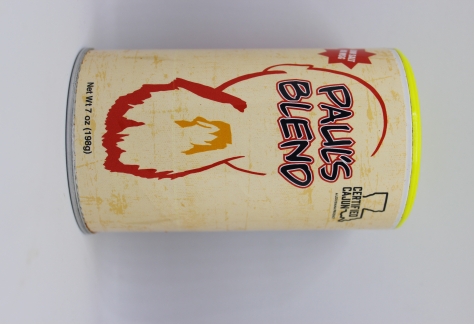 PAUL'S
BLEND
CERTIFIED
CAJUN
Net Wt 7 oz (198g)